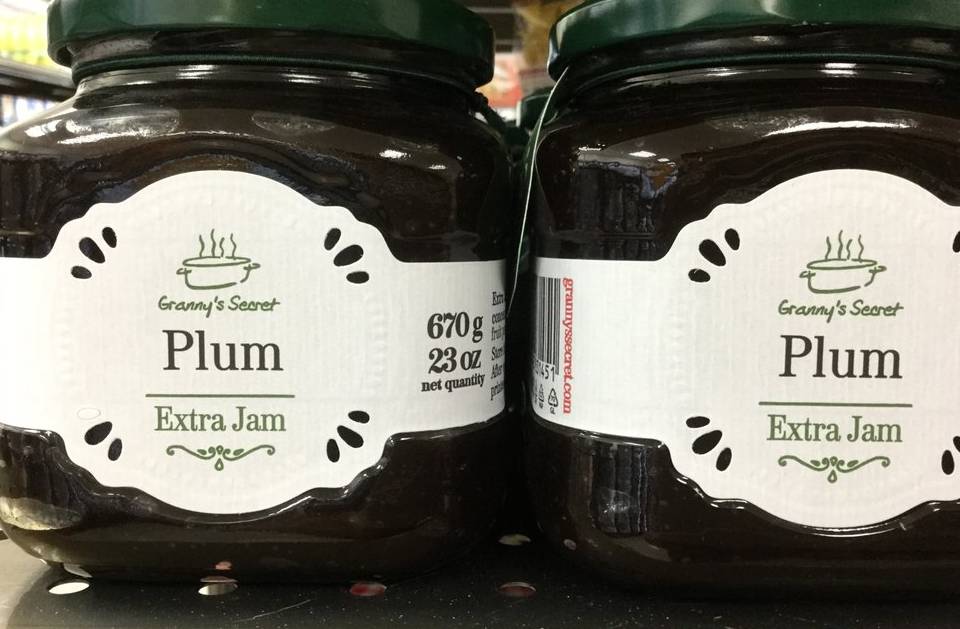 Granny's Secret
Plum
Extra Jam
670 g
23 oz
net quantity
grannyssecret.com
Granny's Secret
Plum
Extra Jam